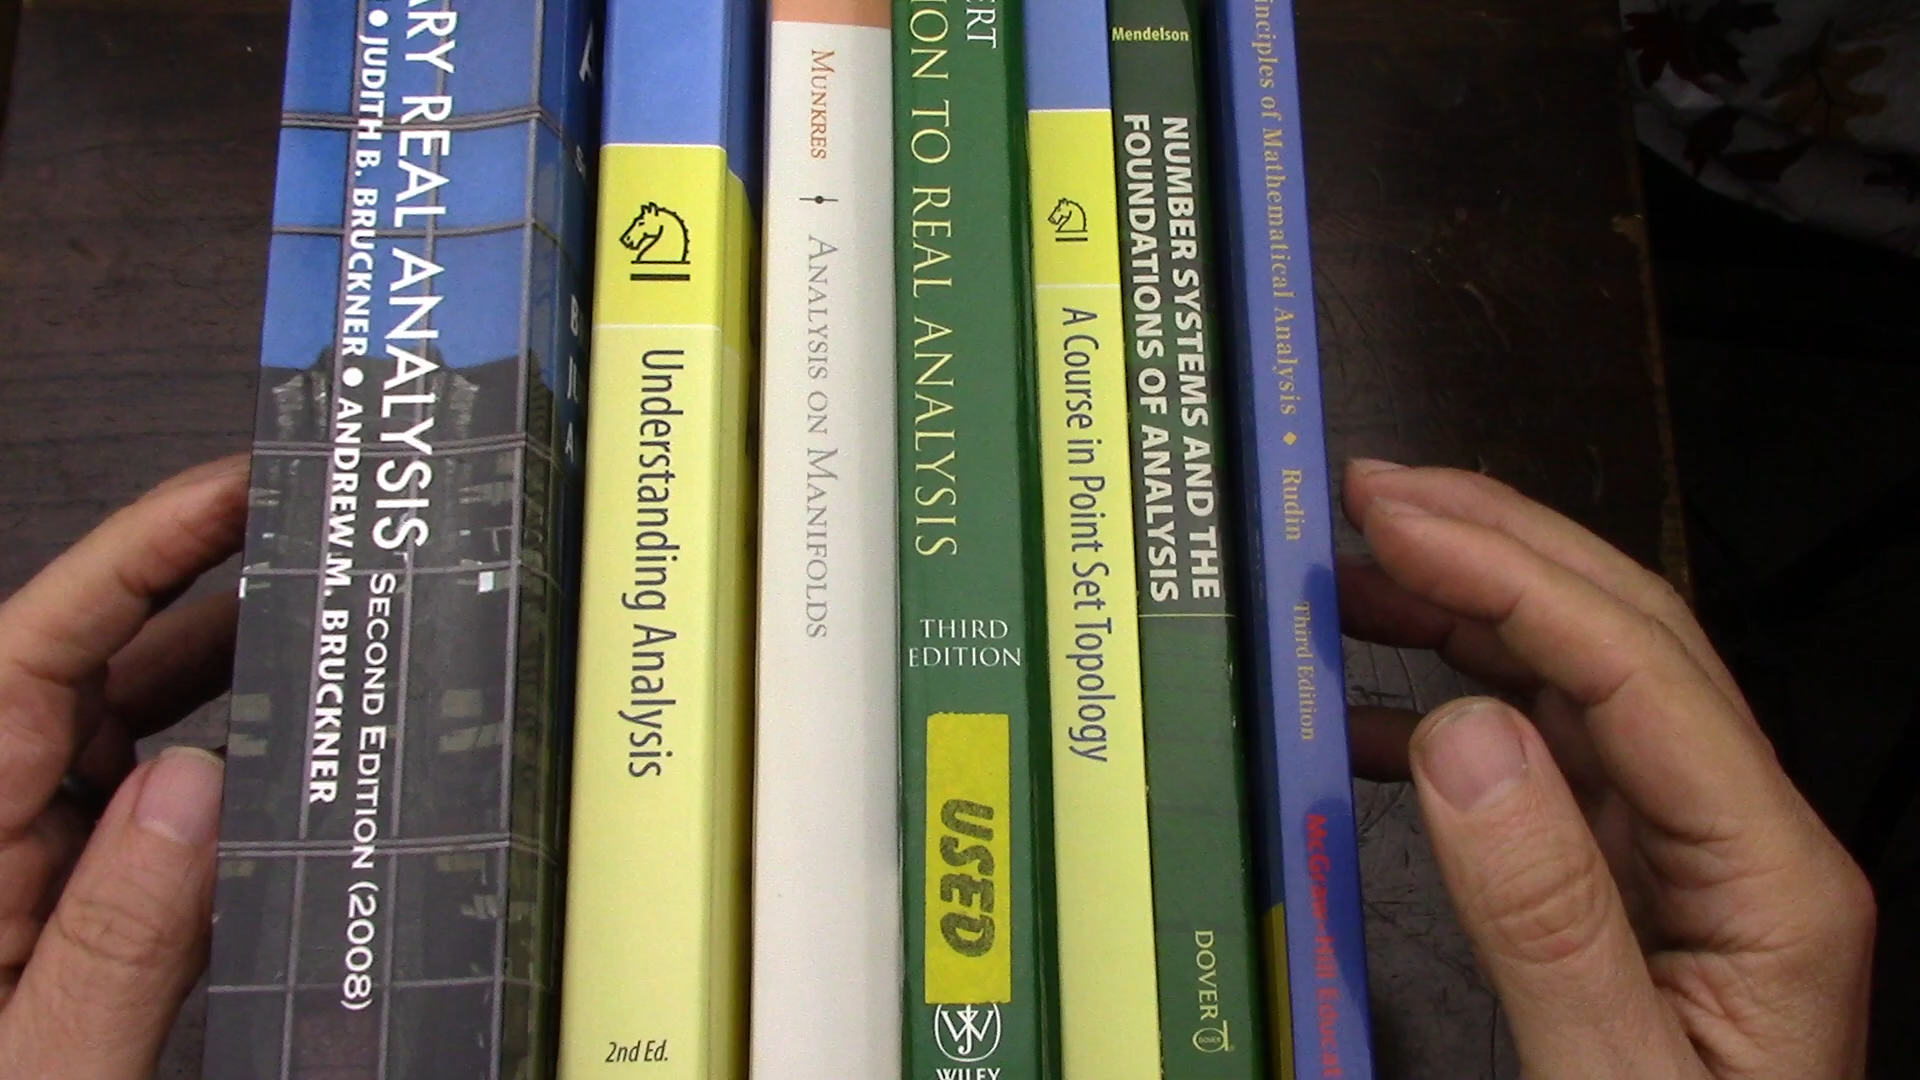 ARY REAL ANALYSIS SECOND EDITION (2008)
• JUDITH B. BRUCKNER • ANDREW M. BRUCKNER
Understanding Analysis
2nd Ed.
MUNKRES
ANALYSIS ON MANIFOLDS
ERT
ION TO REAL ANALYSIS
THIRD
EDITION
USED
WILEY
A Course in Point Set Topology
Mendelson
NUMBER SYSTEMS AND THE
FOUNDATIONS OF ANALYSIS
DOVER
inciples of Mathematical Analysis ◆ Rudin Third Edition McGraw-Hill Educat